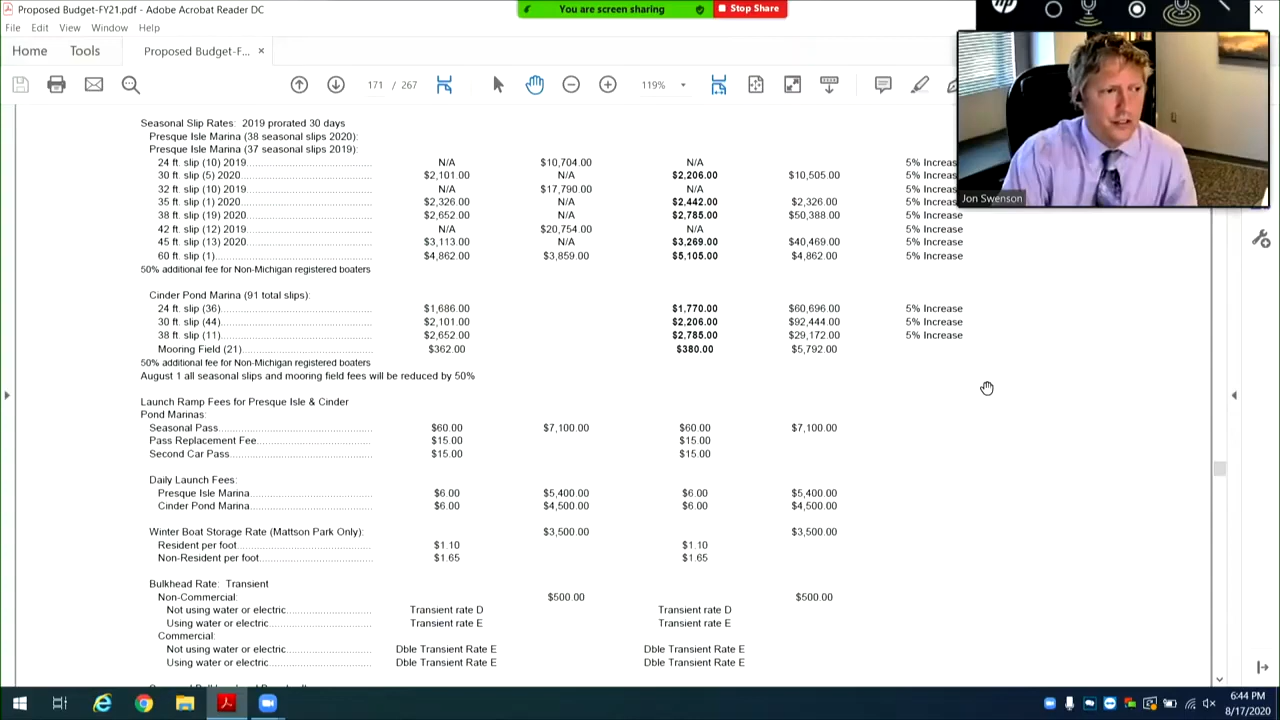 Proposed Budget-FY21.pdf - Adobe Acrobat Reader DC
You are screen sharing
Stop Share
File Edit View Window Help
Home Tools Proposed Budget-F... ×
171 / 267
119%
Jon Swenson
Seasonal Slip Rates: 2019 prorated 30 days
Presque Isle Marina (38 seasonal slips 2020):
Presque Isle Marina (37 seasonal slips 2019):
24 ft. slip (10) 2019 N/A $10,704.00 N/A 5% Increase
30 ft. slip (5) 2020 $2,101.00 N/A $2,206.00 $10,505.00 5% Increase
32 ft. slip (10) 2019 N/A $17,790.00 N/A 5% Increase
35 ft. slip (1) 2020 $2,326.00 N/A $2,442.00 $2,326.00 5% Increase
38 ft. slip (19) 2020 $2,652.00 N/A $2,785.00 $50,388.00 5% Increase
42 ft. slip (12) 2019 N/A $20,754.00 N/A 5% Increase
45 ft. slip (13) 2020 $3,113.00 N/A $3,269.00 $40,469.00 5% Increase
60 ft. slip (1) $4,862.00 $3,859.00 $5,105.00 $4,862.00 5% Increase
50% additional fee for Non-Michigan registered boaters
Cinder Pond Marina (91 total slips):
24 ft. slip (36) $1,686.00 $1,770.00 $60,696.00 5% Increase
30 ft. slip (44) $2,101.00 $2,206.00 $92,444.00 5% Increase
38 ft. slip (11) $2,652.00 $2,785.00 $29,172.00 5% Increase
Mooring Field (21) $362.00 $380.00 $5,792.00
50% additional fee for Non-Michigan registered boaters
August 1 all seasonal slips and mooring field fees will be reduced by 50%
Launch Ramp Fees for Presque Isle & Cinder
Pond Marinas:
Seasonal Pass $60.00 $7,100.00 $60.00 $7,100.00
Pass Replacement Fee $15.00 $15.00
Second Car Pass $15.00 $15.00
Daily Launch Fees:
Presque Isle Marina $6.00 $5,400.00 $6.00 $5,400.00
Cinder Pond Marina $6.00 $4,500.00 $6.00 $4,500.00
Winter Boat Storage Rate (Mattson Park Only): $3,500.00 $3,500.00
Resident per foot $1.10 $1.10
Non-Resident per foot $1.65 $1.65
Bulkhead Rate: Transient
Non-Commercial: $500.00 $500.00
Not using water or electric Transient rate D Transient rate D
Using water or electric Transient rate E Transient rate E
Commercial:
Not using water or electric Dble Transient Rate E Dble Transient Rate E
Using water or electric Dble Transient Rate E Dble Transient Rate E
6:44 PM
8/17/2020